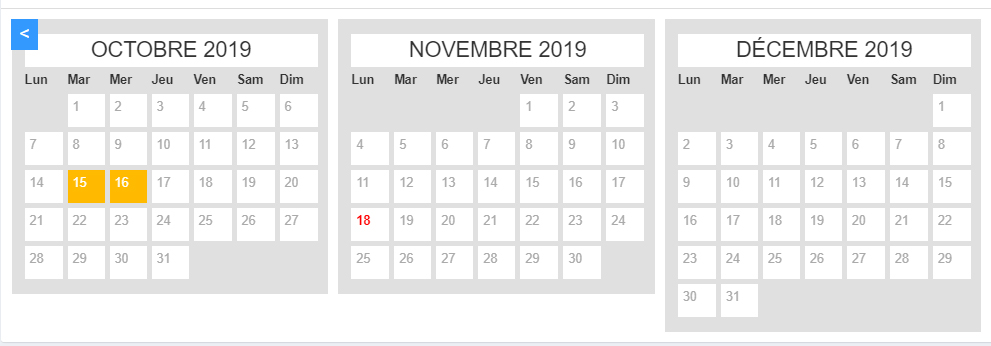 <
OCTOBRE 2019
Lun Mar Mer Jeu Ven Sam Dim
1 2 3 4 5 6
7 8 9 10 11 12 13
14 15 16 17 18 19 20
21 22 23 24 25 26 27
28 29 30 31
NOVEMBRE 2019
Lun Mar Mer Jeu Ven Sam Dim
1 2 3
4 5 6 7 8 9 10
11 12 13 14 15 16 17
18 19 20 21 22 23 24
25 26 27 28 29 30
DÉCEMBRE 2019
Lun Mar Mer Jeu Ven Sam Dim
1
2 3 4 5 6 7 8
9 10 11 12 13 14 15
16 17 18 19 20 21 22
23 24 25 26 27 28 29
30 31